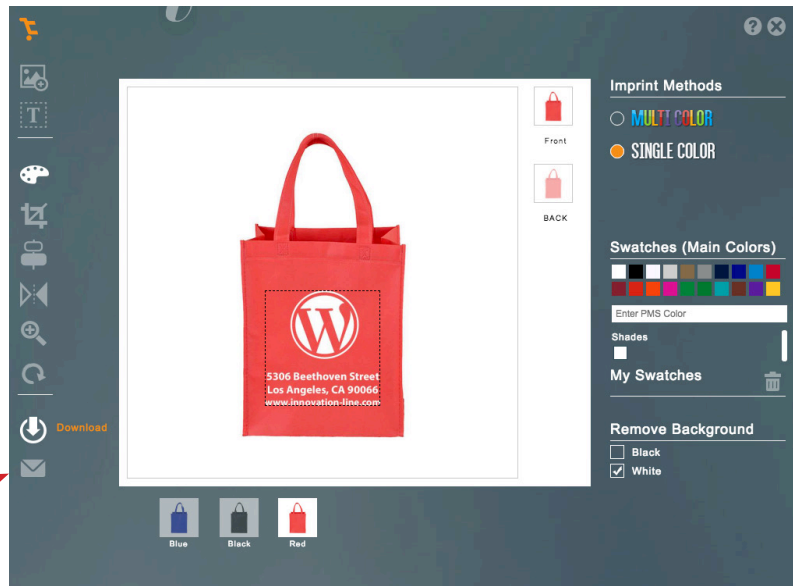 Imprint Methods
MULTI COLOR
SINGLE COLOR
Front
BACK
Swatches (Main Colors)
Enter PMS Color
Shades
My Swatches
Remove Background
Black
White
T
Download
W
5306 Beethoven Street
Los Angeles, CA 90066
www.innovation-line.com
Blue
Black
Red